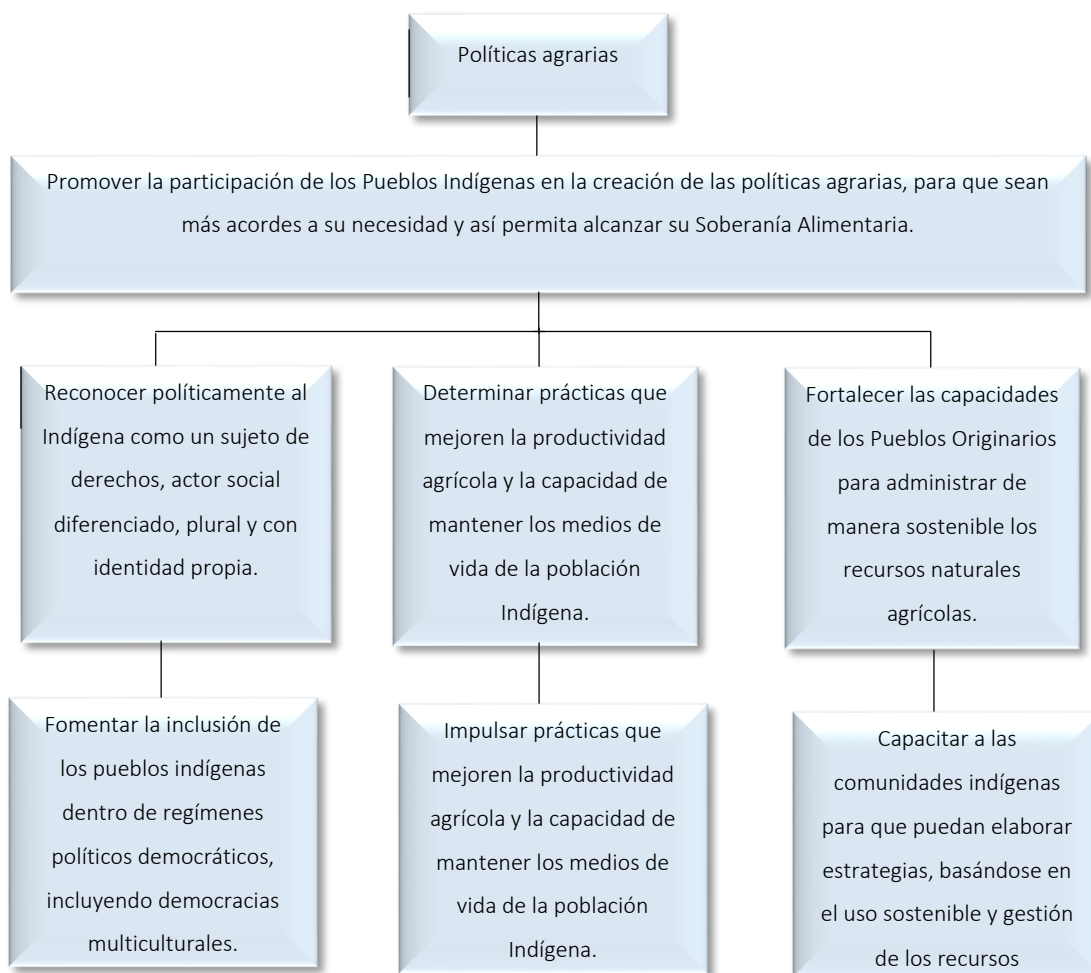 Políticas agrarias
Promover la participación de los Pueblos Indígenas en la creación de las políticas agrarias, para que sean
más acordes a su necesidad y así permita alcanzar su Soberanía Alimentaria.
Reconocer políticamente al
Indígena como un sujeto de
derechos, actor social
diferenciado, plural y con
identidad propia.
Determinar prácticas que
mejoren la productividad
agrícola y la capacidad de
mantener los medios de
vida de la población
Indígena.
Fortalecer las capacidades
de los Pueblos Originarios
para administrar de
manera sostenible los
recursos naturales
agrícolas.
Fomentar la inclusión de
los pueblos indígenas
dentro de regímenes
políticos democráticos,
incluyendo democracias
multiculturales.
Impulsar prácticas que
mejoren la productividad
agrícola y la capacidad de
mantener los medios de
vida de la población
Indígena.
Capacitar a las
comunidades indígenas
para que puedan elaborar
estrategias, basándose en
el uso sostenible y gestión
de los recursos